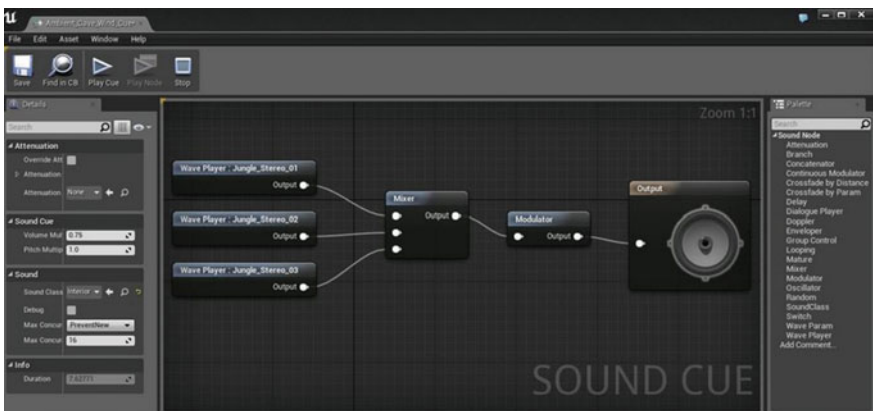 Ambient_Cave_Wind_Cue
File Edit Asset Window Help
Save Find in CB Play Cue Play Node Stop
Details
Search
Attenuation
Override Att
Attenuation
Attenuation None
Sound Cue
Volume Mul 0.75
Pitch Multip 1.0
Sound
Sound Class Interior
Debug
Max Concur PreventNew
Max Concur 16
Info
Duration 7.62771
Zoom 1:1
Wave Player : Jungle_Stereo_01
Output
Wave Player : Jungle_Stereo_02
Output
Wave Player : Jungle_Stereo_03
Output
Mixer
Output
Modulator
Output
Output
SOUND CUE
Palette
Search
Sound Node
Attenuation
Branch
Concatenator
Continuous Modulator
Crossfade by Distance
Crossfade by Param
Delay
Dialogue Player
Doppler
Enveloper
Group Control
Looping
Mature
Mixer
Modulator
Oscillator
Random
SoundClass
Switch
Wave Param
Wave Player
Add Comment...